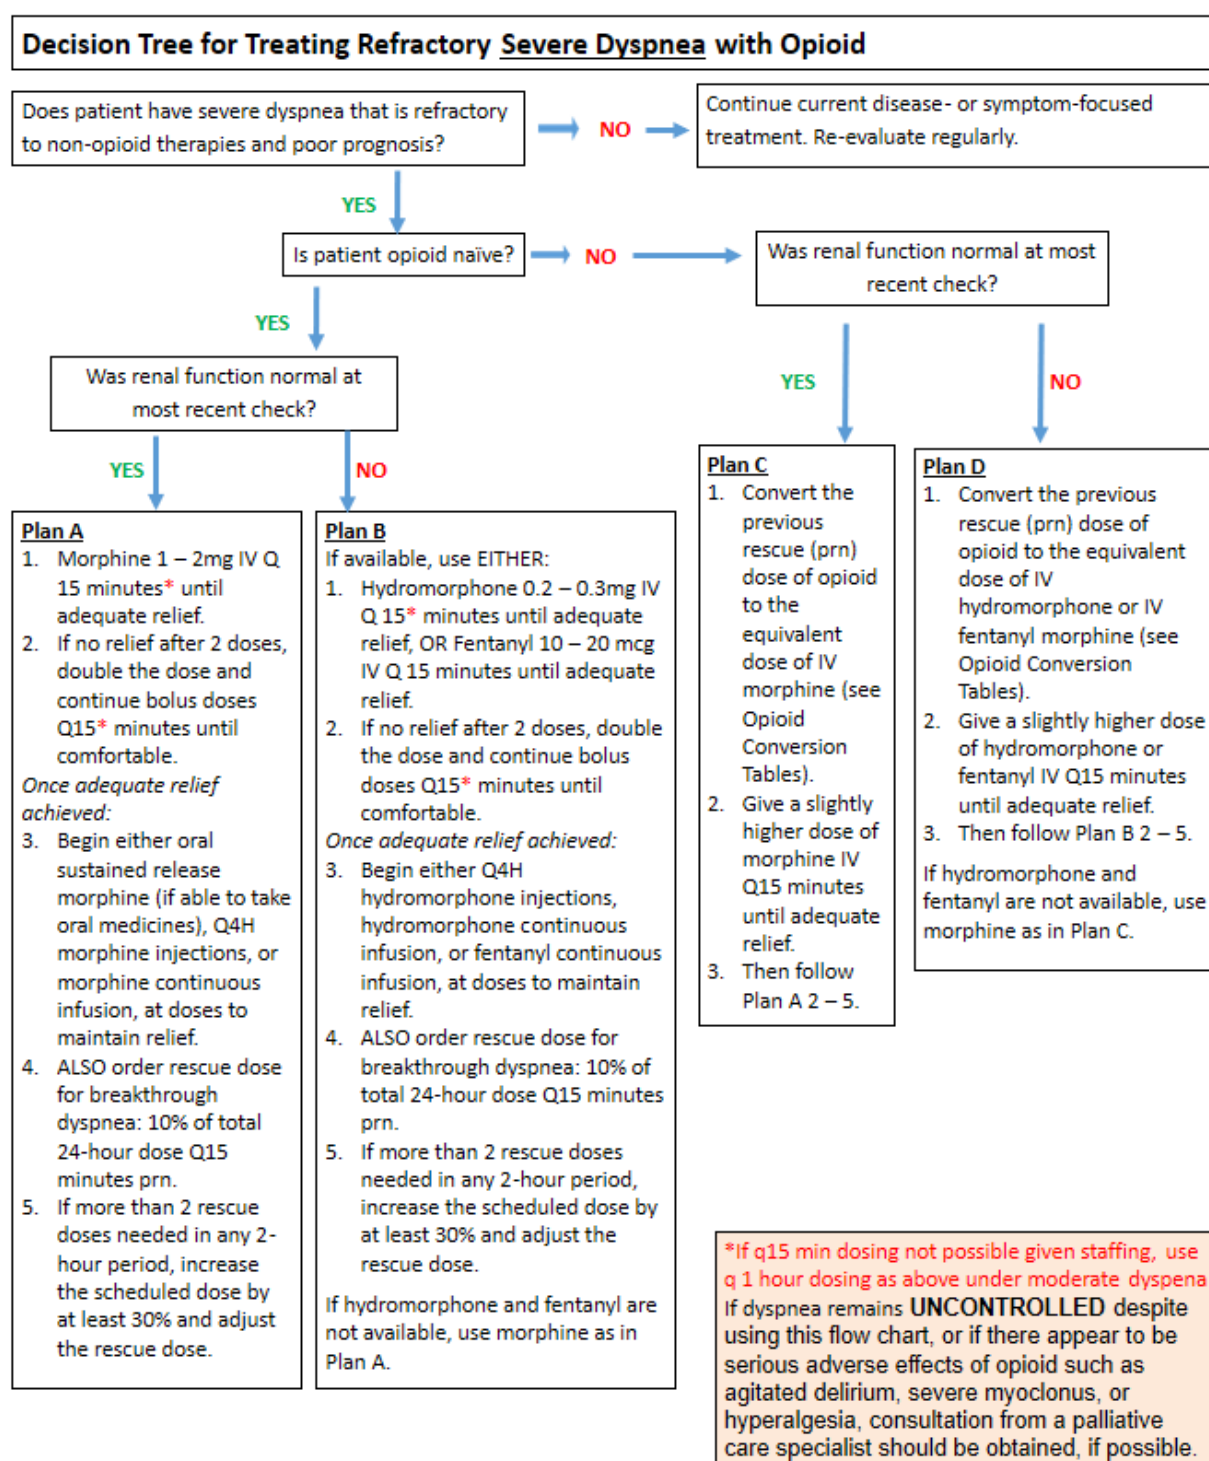 Decision Tree for Treating Refractory Severe Dyspnea with Opioid
Does patient have severe dyspnea that is refractory
to non-opioid therapies and poor prognosis?
NO
Continue current disease- or symptom-focused
treatment. Re-evaluate regularly.
YES
Is patient opioid naïve?
NO
Was renal function normal at most
recent check?
YES
Was renal function normal at
most recent check?
YES
NO
YES
NO
Plan A
1. Morphine 1 – 2mg IV Q
15 minutes* until
adequate relief.
2. If no relief after 2 doses,
double the dose and
continue bolus doses
Q15* minutes until
comfortable.
Once adequate relief
achieved:
3. Begin either oral
sustained release
morphine (if able to take
oral medicines), Q4H
morphine injections, or
morphine continuous
infusion, at doses to
maintain relief.
4. ALSO order rescue dose
for breakthrough
dyspnea: 10% of total
24-hour dose Q15
minutes prn.
5. If more than 2 rescue
doses needed in any 2-
hour period, increase
the scheduled dose by
at least 30% and adjust
the rescue dose.
Plan B
If available, use EITHER:
1. Hydromorphone 0.2 – 0.3mg IV
Q 15* minutes until adequate
relief, OR Fentanyl 10 – 20 mcg
IV Q 15 minutes until adequate
relief.
2. If no relief after 2 doses, double
the dose and continue bolus
doses Q15* minutes until
comfortable.
Once adequate relief achieved:
3. Begin either Q4H
hydromorphone injections,
hydromorphone continuous
infusion, or fentanyl continuous
infusion, at doses to maintain
relief.
4. ALSO order rescue dose for
breakthrough dyspnea: 10% of
total 24-hour dose Q15 minutes
prn.
5. If more than 2 rescue doses
needed in any 2-hour period,
increase the scheduled dose by
at least 30% and adjust the
rescue dose.
If hydromorphone and fentanyl are
not available, use morphine as in
Plan A.
Plan C
1. Convert the
previous
rescue (prn)
dose of opioid
to the
equivalent
dose of IV
morphine (see
Opioid
Conversion
Tables).
2. Give a slightly
higher dose of
morphine IV
Q15 minutes
until adequate
relief.
3. Then follow
Plan A 2 – 5.
Plan D
1. Convert the previous
rescue (prn) dose of
opioid to the equivalent
dose of IV
hydromorphone or IV
fentanyl morphine (see
Opioid Conversion
Tables).
2. Give a slightly higher dose
of hydromorphone or
fentanyl IV Q15 minutes
until adequate relief.
3. Then follow Plan B 2 – 5.
If hydromorphone and
fentanyl are not available, use
morphine as in Plan C.
*If q15 min dosing not possible given staffing, use
q 1 hour dosing as above under moderate dyspena
If dyspnea remains UNCONTROLLED despite
using this flow chart, or if there appear to be
serious adverse effects of opioid such as
agitated delirium, severe myoclonus, or
hyperalgesia, consultation from a palliative
care specialist should be obtained, if possible.